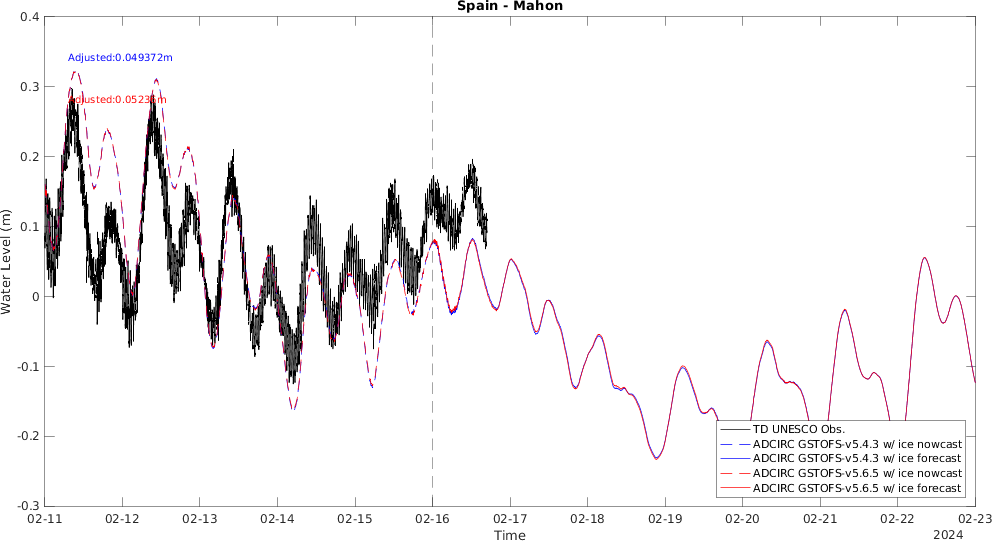 Spain - Mahon
Adjusted:0.049372m
Water Level (m)
0.4
0.3
0.2
0.1
0
-0.1
-0.2
-0.3
TD UNESCO Obs.
ADCIRC GSTOFS-v5.4.3 w/ ice nowcast
ADCIRC GSTOFS-v5.4.3 w/ ice forecast
ADCIRC GSTOFS-v5.6.5 w/ ice nowcast
ADCIRC GSTOFS-v5.6.5 w/ ice forecast
02-11 02-12 02-13 02-14 02-15 02-16 02-17 02-18 02-19 02-20 02-21 02-22 02-23
Time
2024